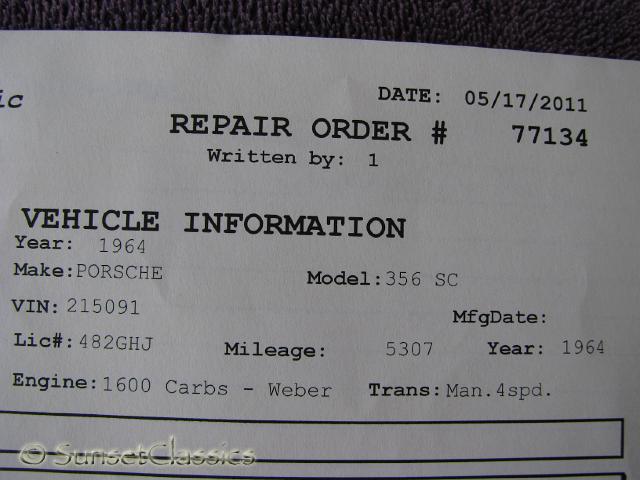 ic
DATE: 05/17/2011
REPAIR ORDER # 77134
Written by: 1
VEHICLE INFORMATION
Year: 1964
Make: PORSCHE Model: 356 SC
VIN: 215091
MfgDate:
Lic#: 482GHJ Mileage: 5307 Year: 1964
Engine: 1600 Carbs - Weber Trans: Man.4spd.
© SunsetClassics